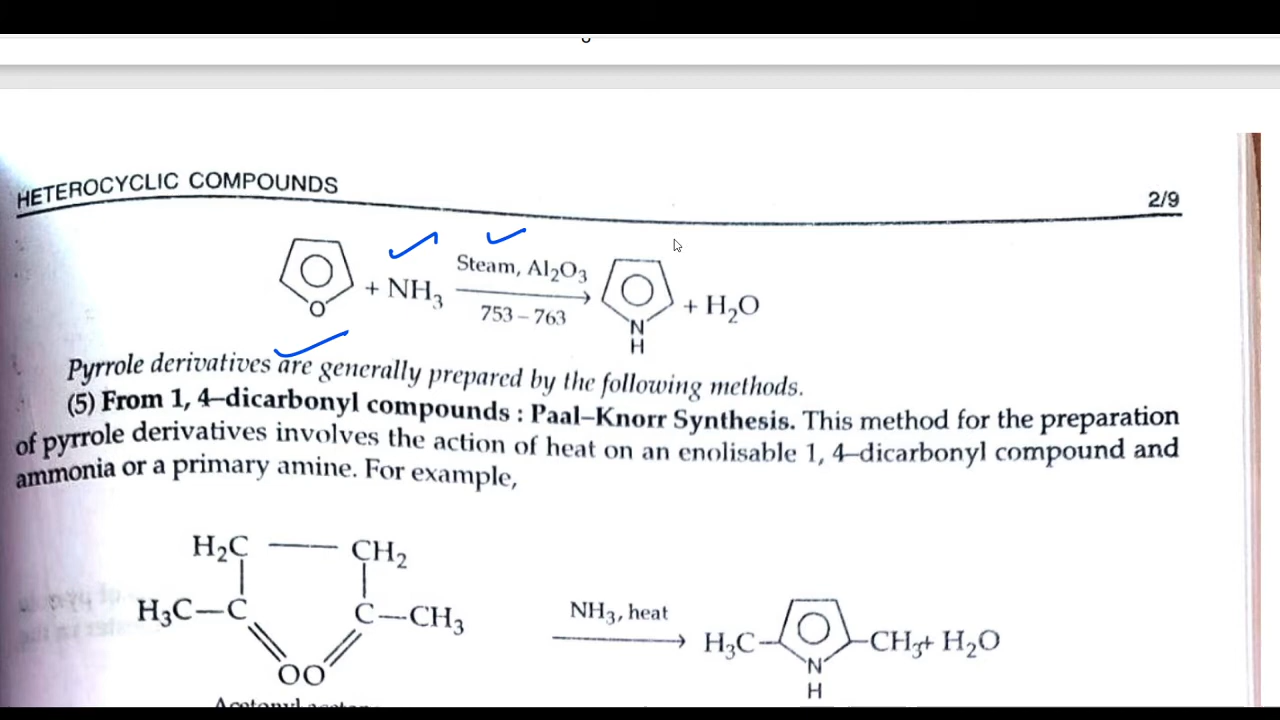 HETEROCYCLIC COMPOUNDS
2/9
O
+ NH3
Steam, Al2O3
753 – 763
N
H
+ H2O
Pyrrole derivatives are generally prepared by the following methods.
(5) From 1, 4–dicarbonyl compounds : Paal–Knorr Synthesis. This method for the preparation
of pyrrole derivatives involves the action of heat on an enolisable 1, 4–dicarbonyl compound and
ammonia or a primary amine. For example,
H2C — CH2
H3C—C C—CH3
OO
NH3, heat
H3C– –CH3+ H2O
N
H